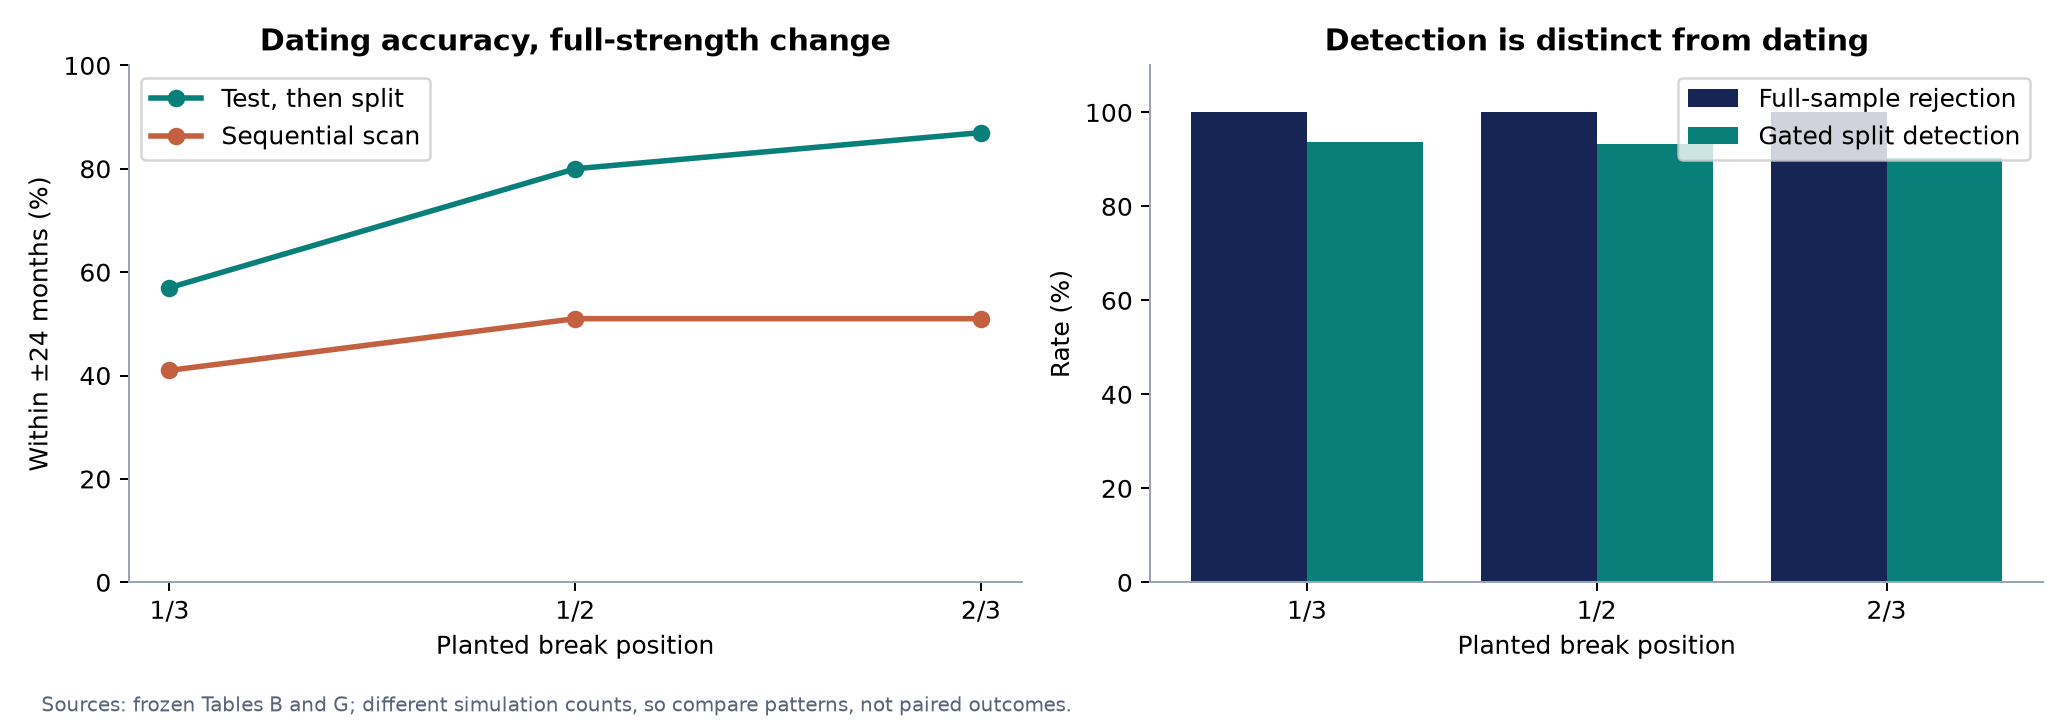 Dating accuracy, full-strength change
100
80
60
40
20
0
Within ±24 months (%)
Test, then split
Sequential scan
1/3
1/2
2/3
Planted break position
Detection is distinct from dating
100
80
60
40
20
0
Rate (%)
Full-sample rejection
Gated split detection
1/3
1/2
2/3
Planted break position
Sources: frozen Tables B and G; different simulation counts, so compare patterns, not paired outcomes.